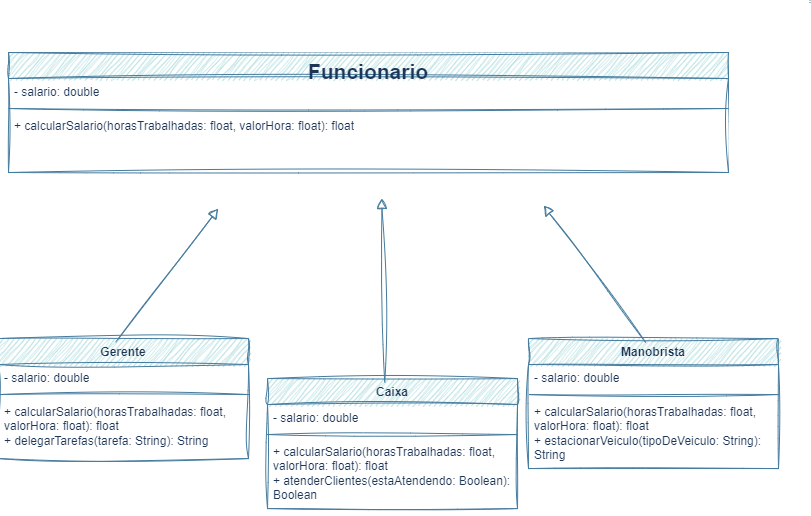 Funcionario
- salario: double
+ calcularSalario(horasTrabalhadas: float, valorHora: float): float
Gerente
- salario: double
+ calcularSalario(horasTrabalhadas: float,
valorHora: float): float
+ delegarTarefas(tarefa: String): String
Caixa
- salario: double
+ calcularSalario(horasTrabalhadas: float,
valorHora: float): float
+ atenderClientes(estaAtendendo: Boolean):
Boolean
Manobrista
- salario: double
+ calcularSalario(horasTrabalhadas: float,
valorHora: float): float
+ estacionarVeiculo(tipoDeVeiculo: String):
String